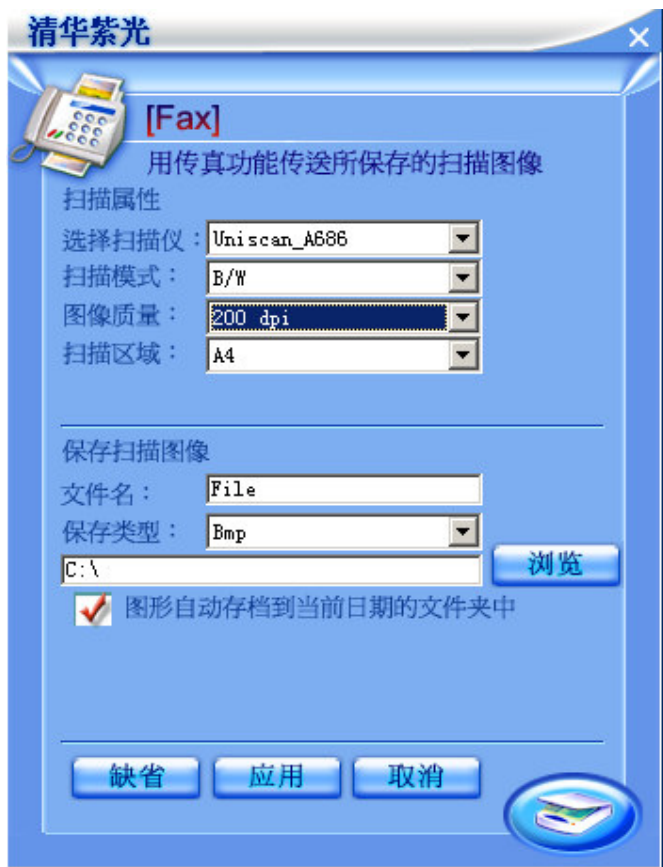 清华紫光
[Fax]
用传真功能传送所保存的扫描图像
扫描属性
选择扫描仪： Uniscan_A686
扫描模式： B/W
图像质量： 200 dpi
扫描区域： A4
保存扫描图像
文件名： File
保存类型： Bmp
C:\ 浏览
图形自动存档到当前日期的文件夹中
缺省 应用 取消